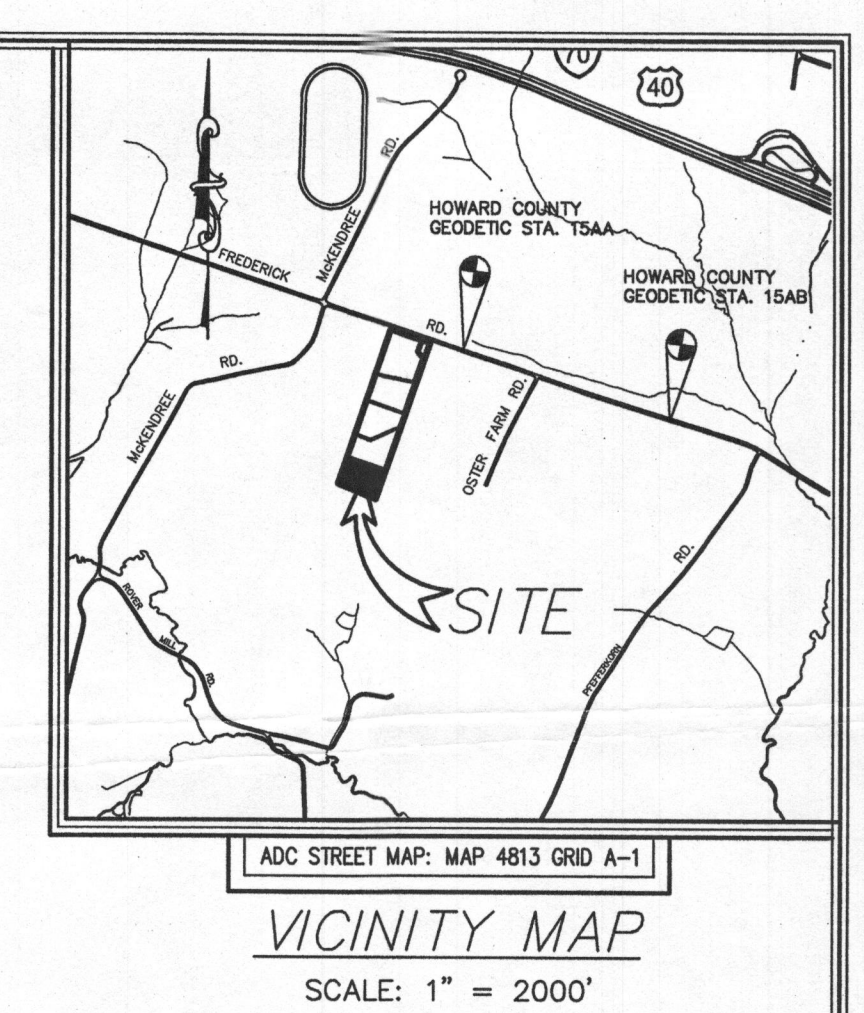 70
40
RD.
McKENDREE
HOWARD COUNTY
GEODETIC STA. 15AA
FREDERICK
HOWARD COUNTY
GEODETIC STA. 15AB
RD.
RD.
McKENDREE
OSTER FARM RD.
RD.
ROVER
MILL
RD.
SITE
PFEFFERKORN
ADC STREET MAP: MAP 4813 GRID A-1
VICINITY MAP
SCALE: 1" = 2000'